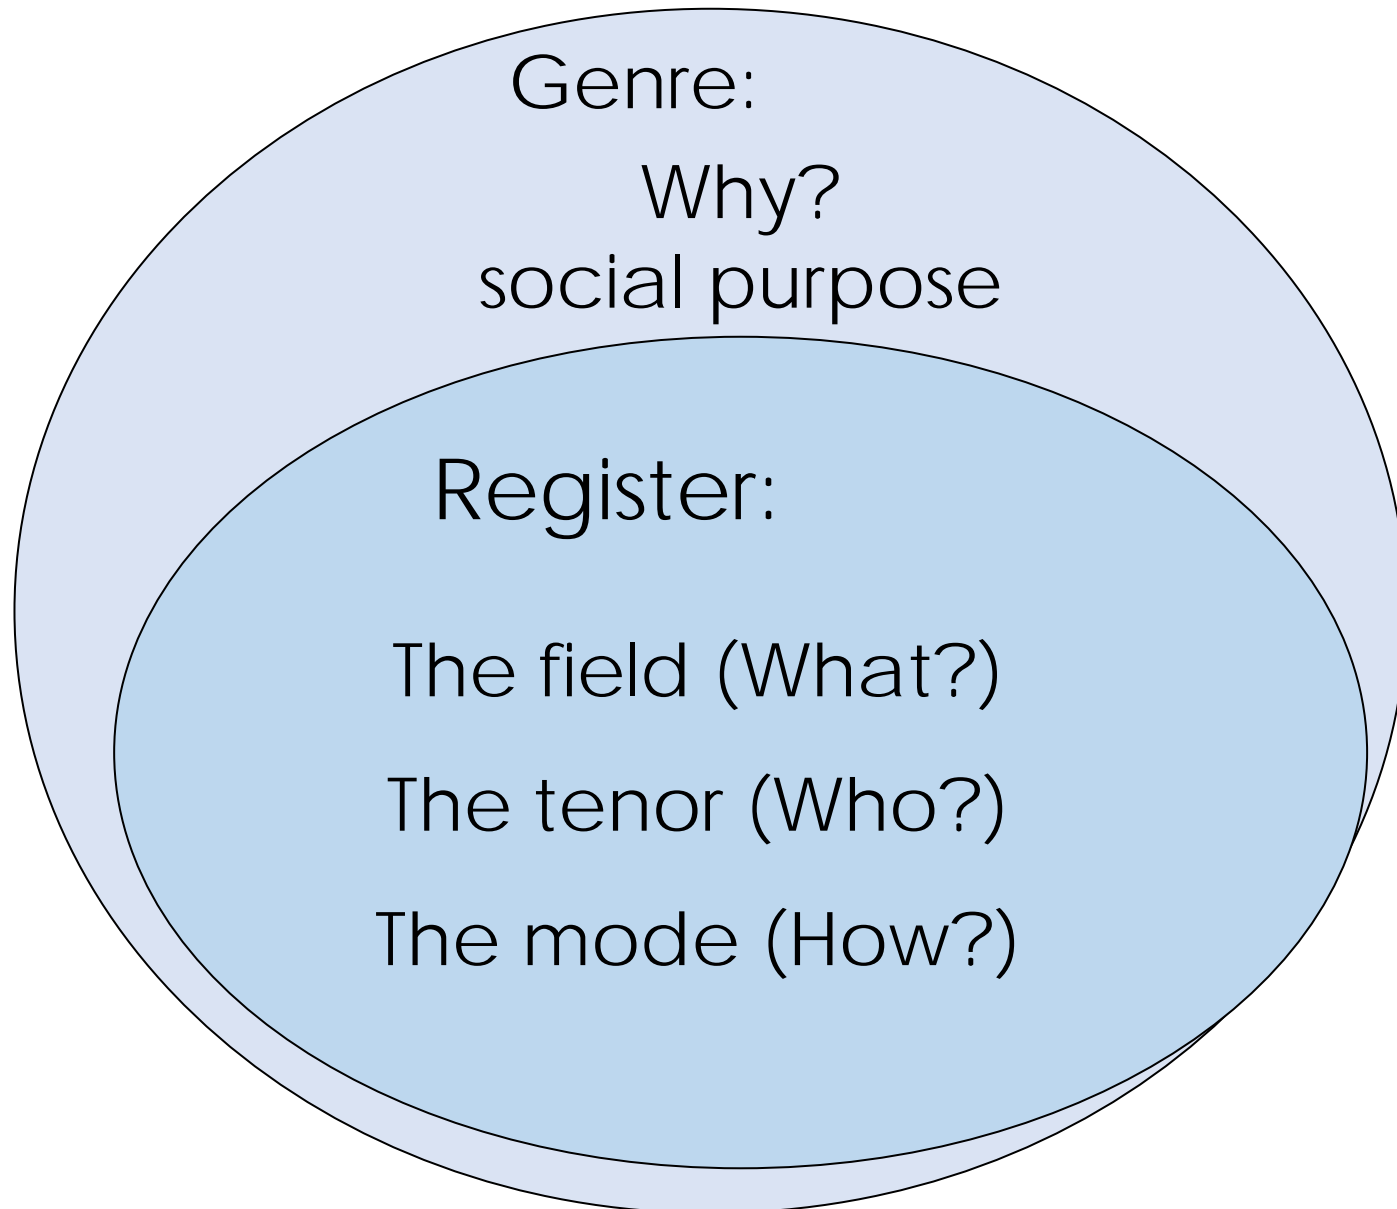 Genre:
Why?
social purpose
Register:
The field (What?)
The tenor (Who?)
The mode (How?)